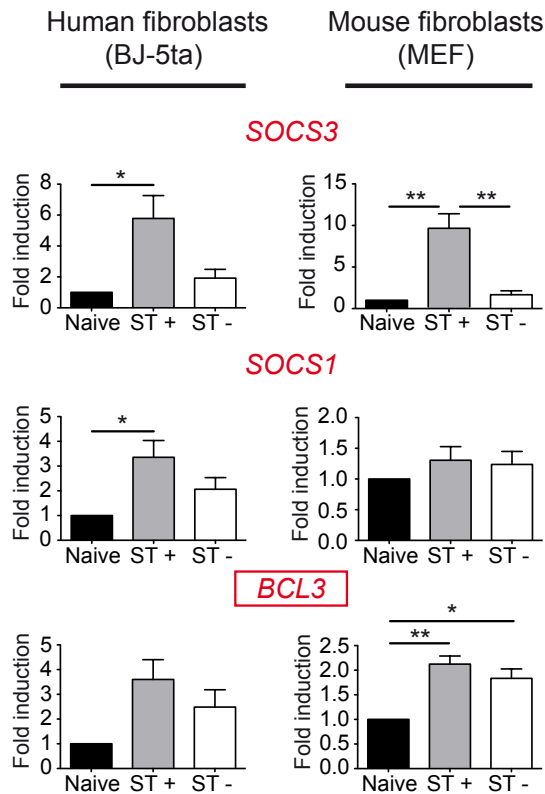 Human fibroblasts
(BJ-5ta)
Mouse fibroblasts
(MEF)
SOCS3
Fold induction
8
6
4
2
0
*
Naive ST + ST -
Fold induction
15
10
5
0
** **
Naive ST + ST -
SOCS1
Fold induction
5
4
3
2
1
0
*
Naive ST + ST -
Fold induction
2.0
1.5
1.0
0.5
0.0
Naive ST + ST -
BCL3
Fold induction
5
4
3
2
1
0
Naive ST + ST -
Fold induction
2.5
2.0
1.5
1.0
0.5
0.0
*
**
Naive ST + ST -